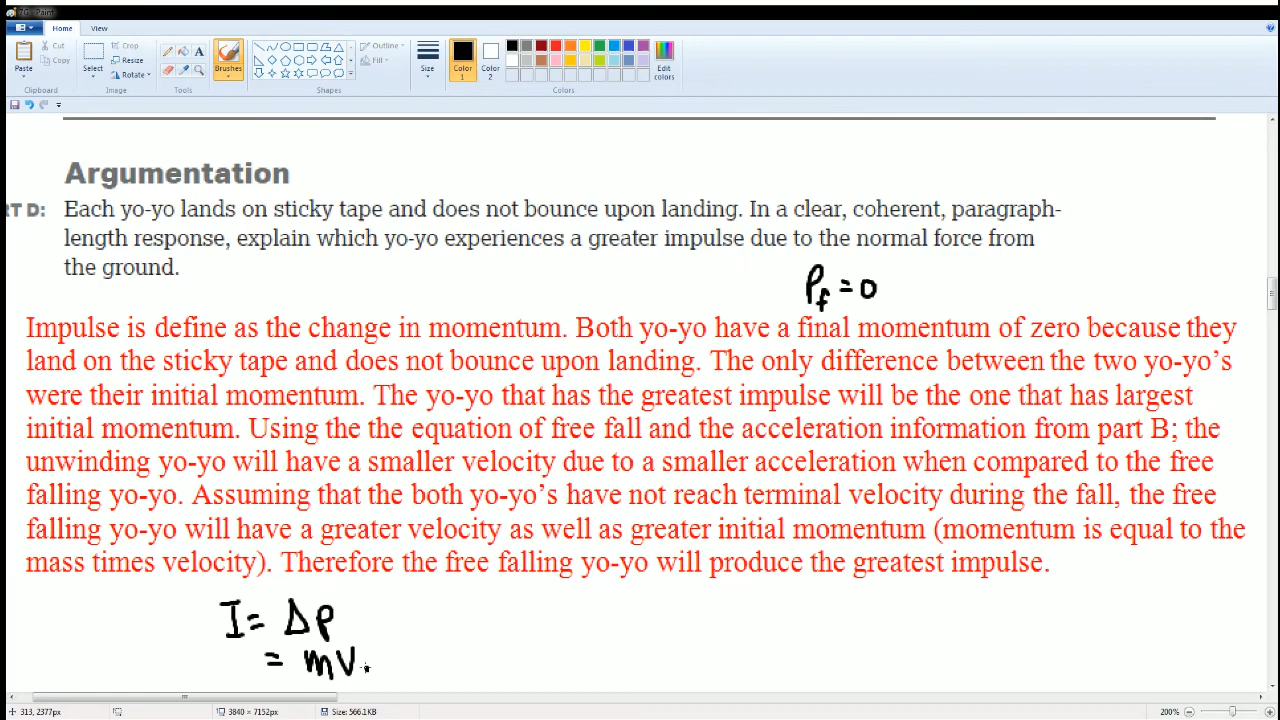 7G - Paint
Home View
Paste Cut Copy
Select Crop Resize Rotate
Brushes
Outline Fill
Size
Color 1 Color 2
Edit colors
Clipboard Image Tools Shapes Colors
Argumentation
RT D: Each yo-yo lands on sticky tape and does not bounce upon landing. In a clear, coherent, paragraph-
length response, explain which yo-yo experiences a greater impulse due to the normal force from
the ground.
Pf = 0
Impulse is define as the change in momentum. Both yo-yo have a final momentum of zero because they
land on the sticky tape and does not bounce upon landing. The only difference between the two yo-yo’s
were their initial momentum. The yo-yo that has the greatest impulse will be the one that has largest
initial momentum. Using the the equation of free fall and the acceleration information from part B; the
unwinding yo-yo will have a smaller velocity due to a smaller acceleration when compared to the free
falling yo-yo. Assuming that the both yo-yo’s have not reach terminal velocity during the fall, the free
falling yo-yo will have a greater velocity as well as greater initial momentum (momentum is equal to the
mass times velocity). Therefore the free falling yo-yo will produce the greatest impulse.
I = Δp
= mv
313, 2377px 3840 × 7152px Size: 566.1KB 200%